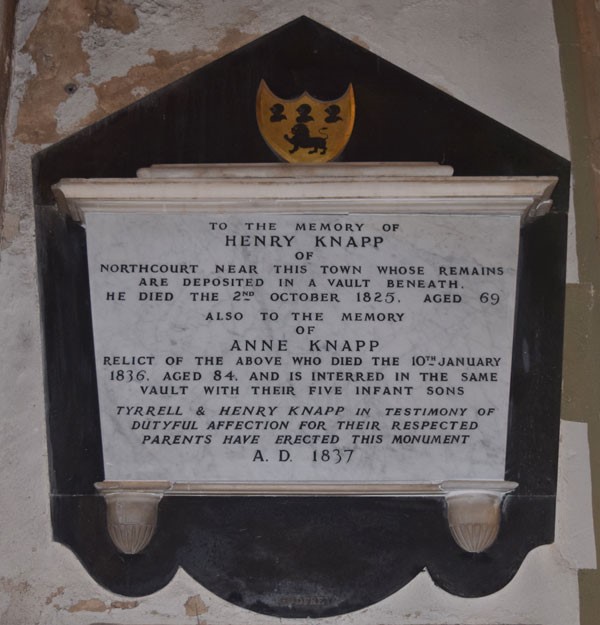 TO THE MEMORY OF
HENRY KNAPP
OF
NORTHCOURT NEAR THIS TOWN WHOSE REMAINS
ARE DEPOSITED IN A VAULT BENEATH.
HE DIED THE 2ND OCTOBER 1825. AGED 69
ALSO TO THE MEMORY
OF
ANNE KNAPP
RELICT OF THE ABOVE WHO DIED THE 10TH JANUARY
1836. AGED 84. AND IS INTERRED IN THE SAME
VAULT WITH THEIR FIVE INFANT SONS
TYRRELL & HENRY KNAPP IN TESTIMONY OF
DUTYFUL AFFECTION FOR THEIR RESPECTED
PARENTS HAVE ERECTED THIS MONUMENT
A. D. 1837